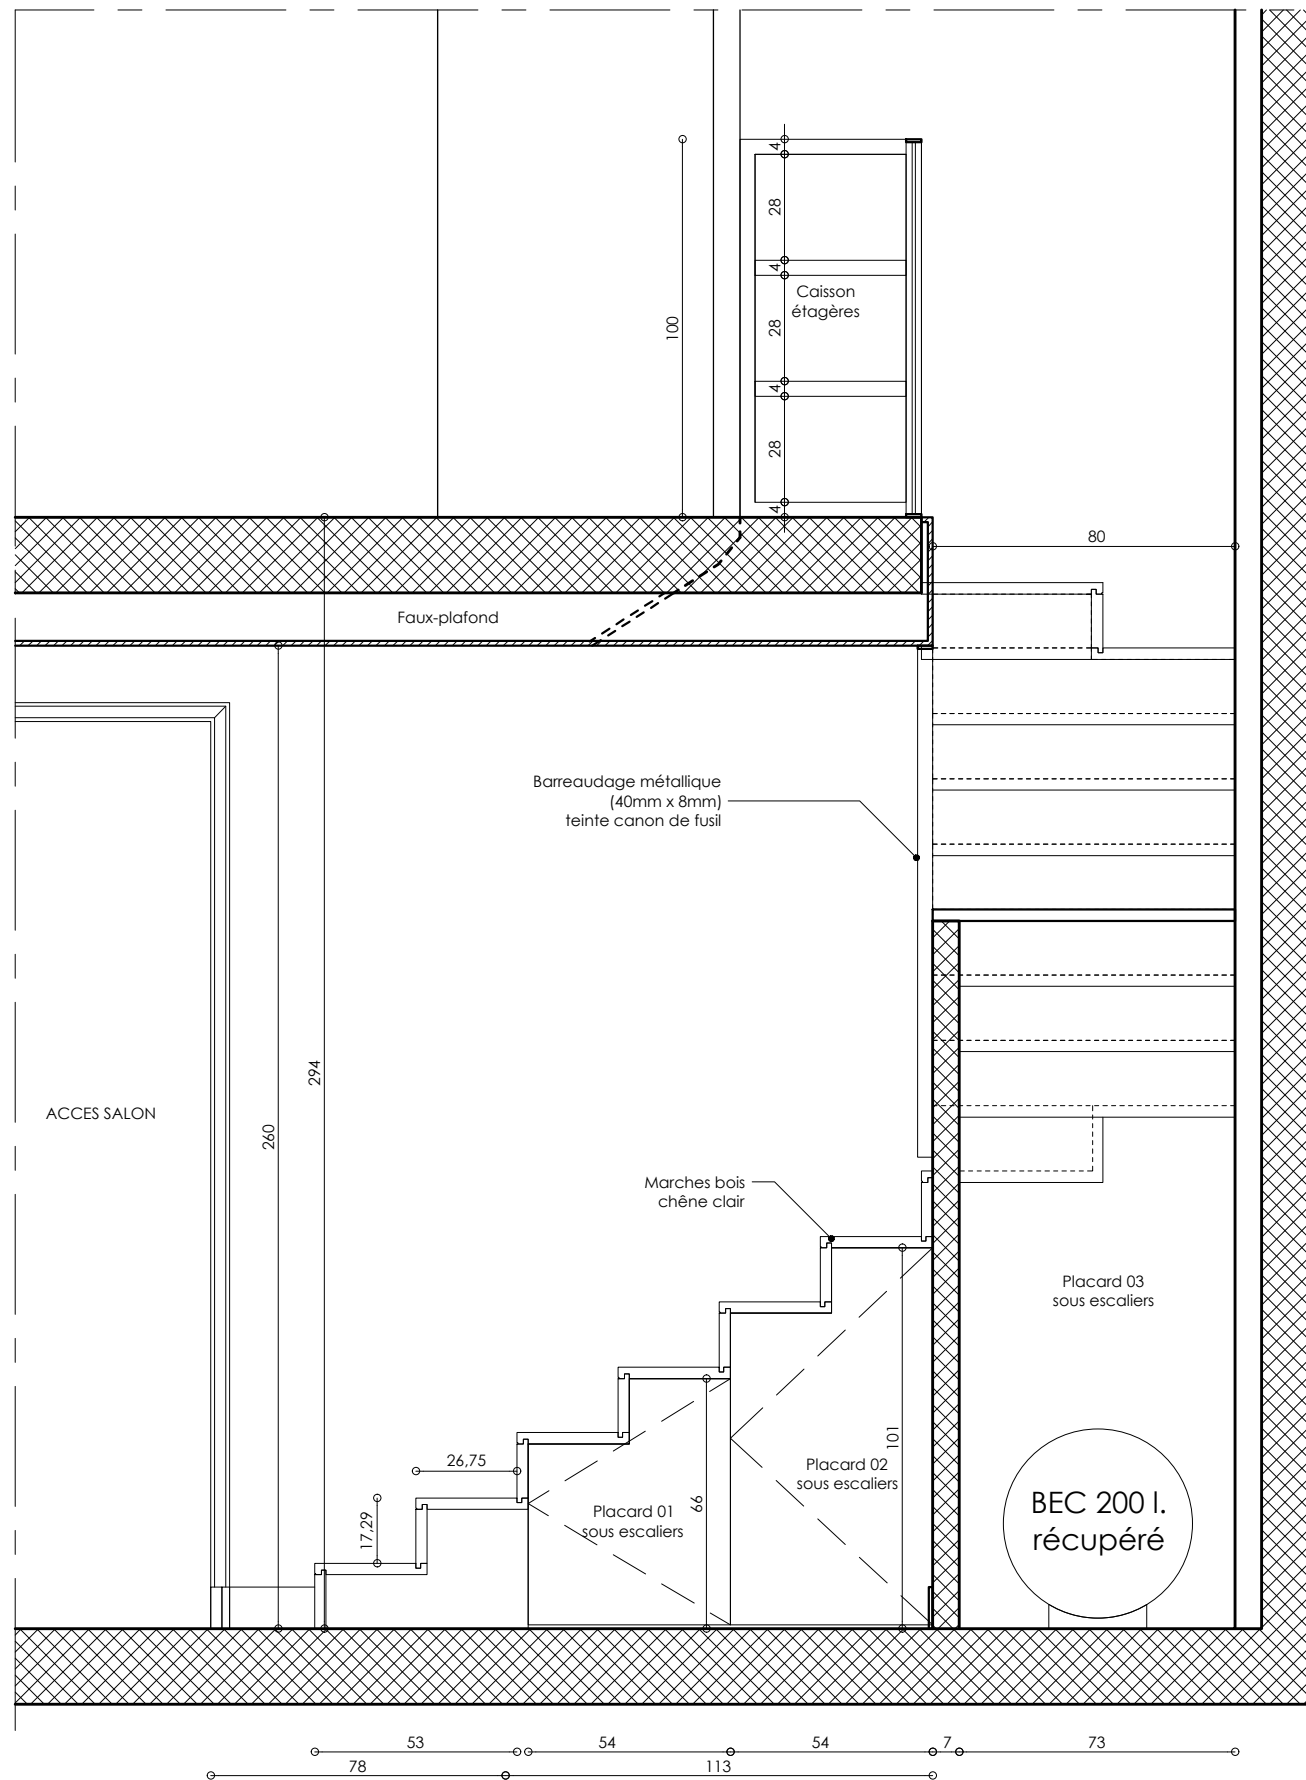 4
28
4
Caisson
étagères
28
100
4
28
4
80
Faux-plafond
Barreaudage métallique
(40mm x 8mm)
teinte canon de fusil
294
ACCES SALON
260
Marches bois
chêne clair
Placard 03
sous escaliers
101
26,75
Placard 02
sous escaliers
66
BEC 200 l.
récupéré
Placard 01
sous escaliers
17,29
53
54
54
7
73
78
113